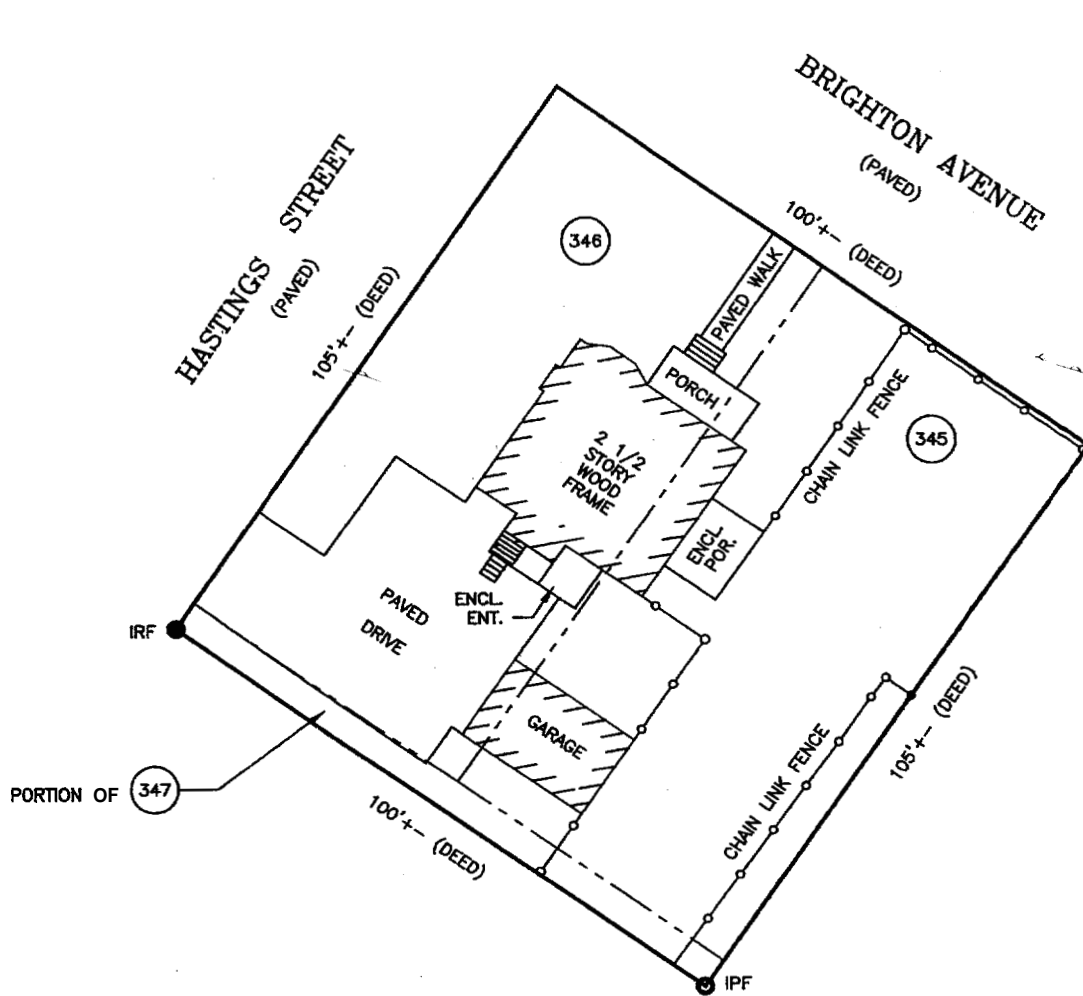 BRIGHTON AVENUE
(PAVED)
HASTINGS STREET
(PAVED)
100'+- (DEED)
105'+- (DEED)
346
PAVED WALK
PORCH
CHAIN LINK FENCE
345
2 1/2
STORY
WOOD
FRAME
ENCL.
POR.
ENCL.
ENT.
PAVED
DRIVE
IRF
GARAGE
PORTION OF 347
100'+- (DEED)
CHAIN LINK FENCE
105'+- (DEED)
IPF